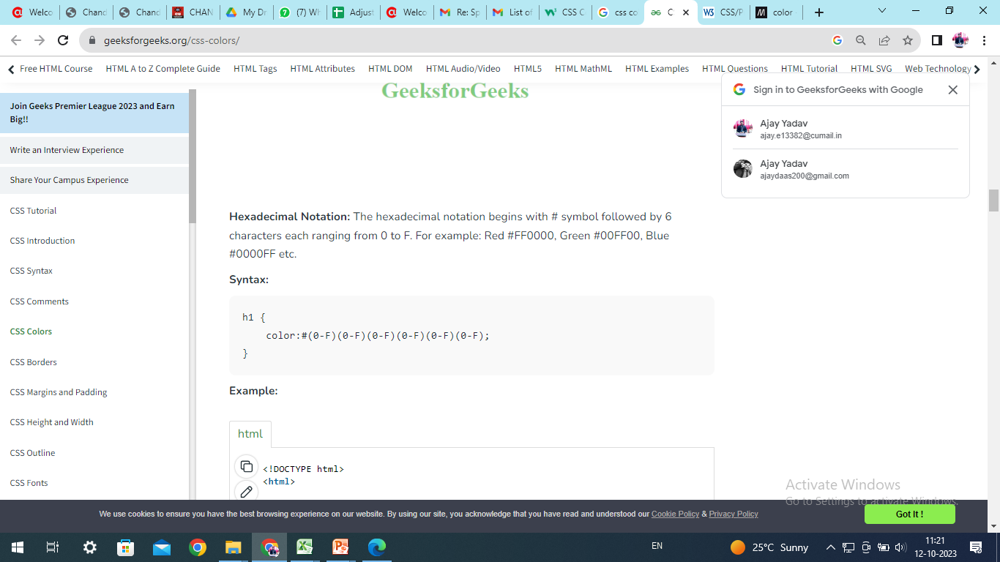 Welco
Chand
Chand
CHAN
My Dr
(7) Wh
Adjust
Welco
Re: Sp
List of
CSS C
css co
C
CSS/P
color
geeksforgeeks.org/css-colors/
Free HTML Course HTML A to Z Complete Guide HTML Tags HTML Attributes HTML DOM HTML Audio/Video HTML5 HTML MathML HTML Examples HTML Questions HTML Tutorial HTML SVG Web Technology
Join Geeks Premier League 2023 and Earn
Big!!
Write an Interview Experience
Share Your Campus Experience
CSS Tutorial
CSS Introduction
CSS Syntax
CSS Comments
CSS Colors
CSS Borders
CSS Margins and Padding
CSS Height and Width
CSS Outline
CSS Fonts
GeeksforGeeks
Hexadecimal Notation: The hexadecimal notation begins with # symbol followed by 6
characters each ranging from 0 to F. For example: Red #FF0000, Green #00FF00, Blue
#0000FF etc.
Syntax:
h1 {
    color:#(0-F)(0-F)(0-F)(0-F)(0-F)(0-F);
}
Example:
html
<!DOCTYPE html>
<html>
Sign in to GeeksforGeeks with Google
Ajay Yadav
ajay.e13382@cumail.in
Ajay Yadav
ajaydaas200@gmail.com
Activate Windows
Go to Settings to activate Windows.
We use cookies to ensure you have the best browsing experience on our website. By using our site, you acknowledge that you have read and understood our Cookie Policy & Privacy Policy
Got It !
EN
25°C Sunny
11:21
12-10-2023